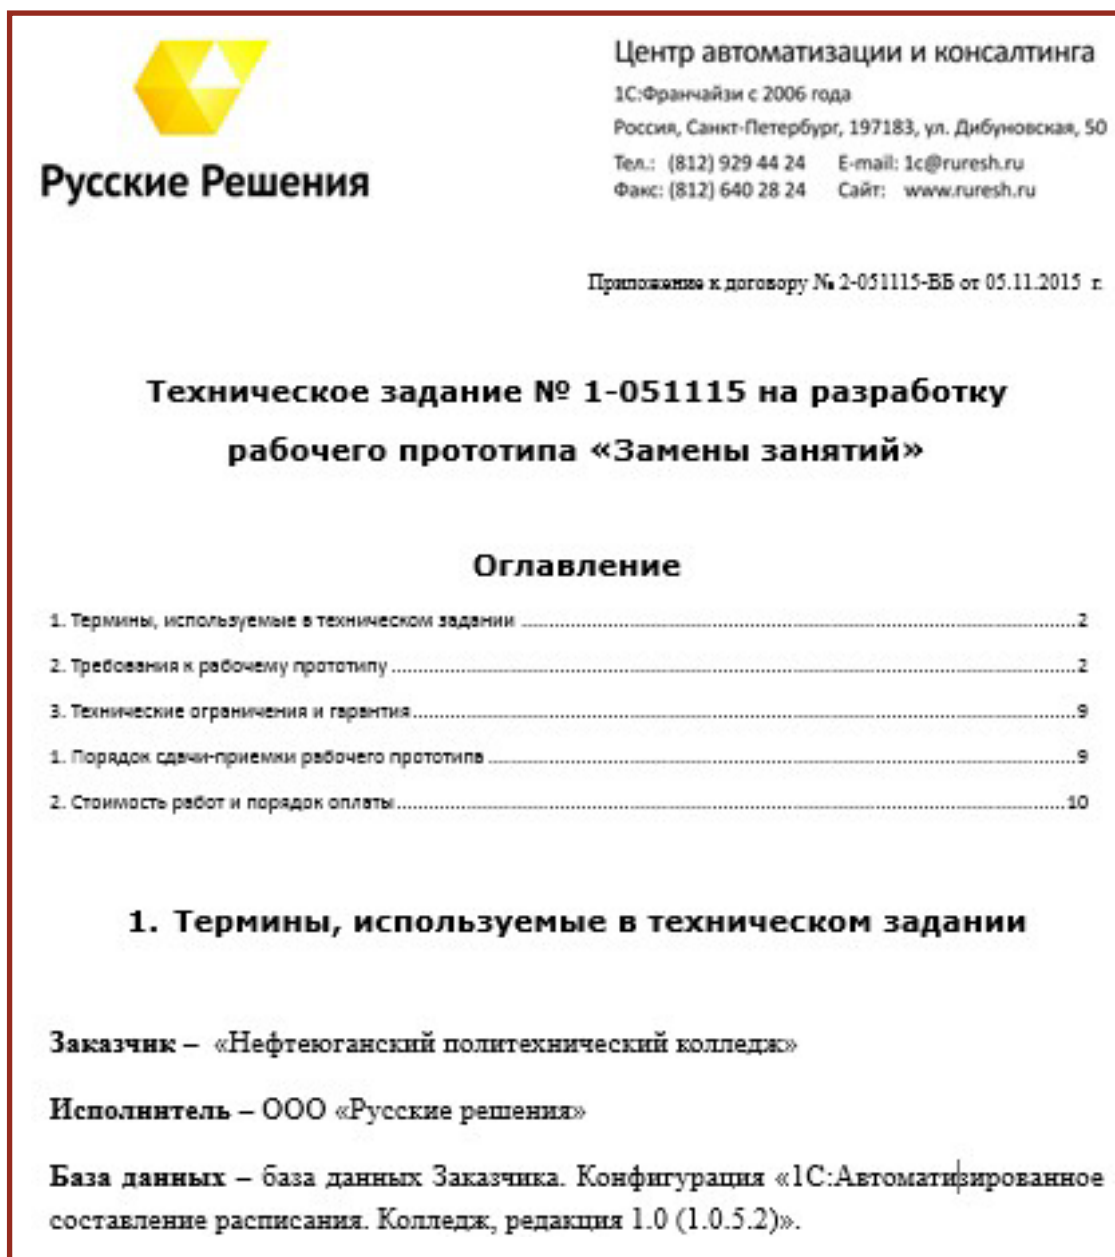 Русские Решения
Центр автоматизации и консалтинга
1С:Франчайзи с 2006 года
Россия, Санкт-Петербург, 197183, ул. Дибуновская, 50
Тел.: (812) 929 44 24 E-mail: 1c@ruresh.ru
Факс: (812) 640 28 24 Сайт: www.ruresh.ru
Приложение к договору № 2-051115-ВБ от 05.11.2015 г.
Техническое задание № 1-051115 на разработку
рабочего прототипа «Замены занятий»
Оглавление
1. Термины, используемые в техническом задании 2
2. Требования к рабочему прототипу 2
3. Технические ограничения и гарантия 9
1. Порядок сдачи-приемки рабочего прототипа 9
2. Стоимость работ и порядок оплаты 10
1. Термины, используемые в техническом задании
Заказчик – «Нефтеюганский политехнический колледж»
Исполнитель – ООО «Русские решения»
База данных – база данных Заказчика. Конфигурация «1С:Автоматизированное
составление расписания. Колледж, редакция 1.0 (1.0.5.2)».